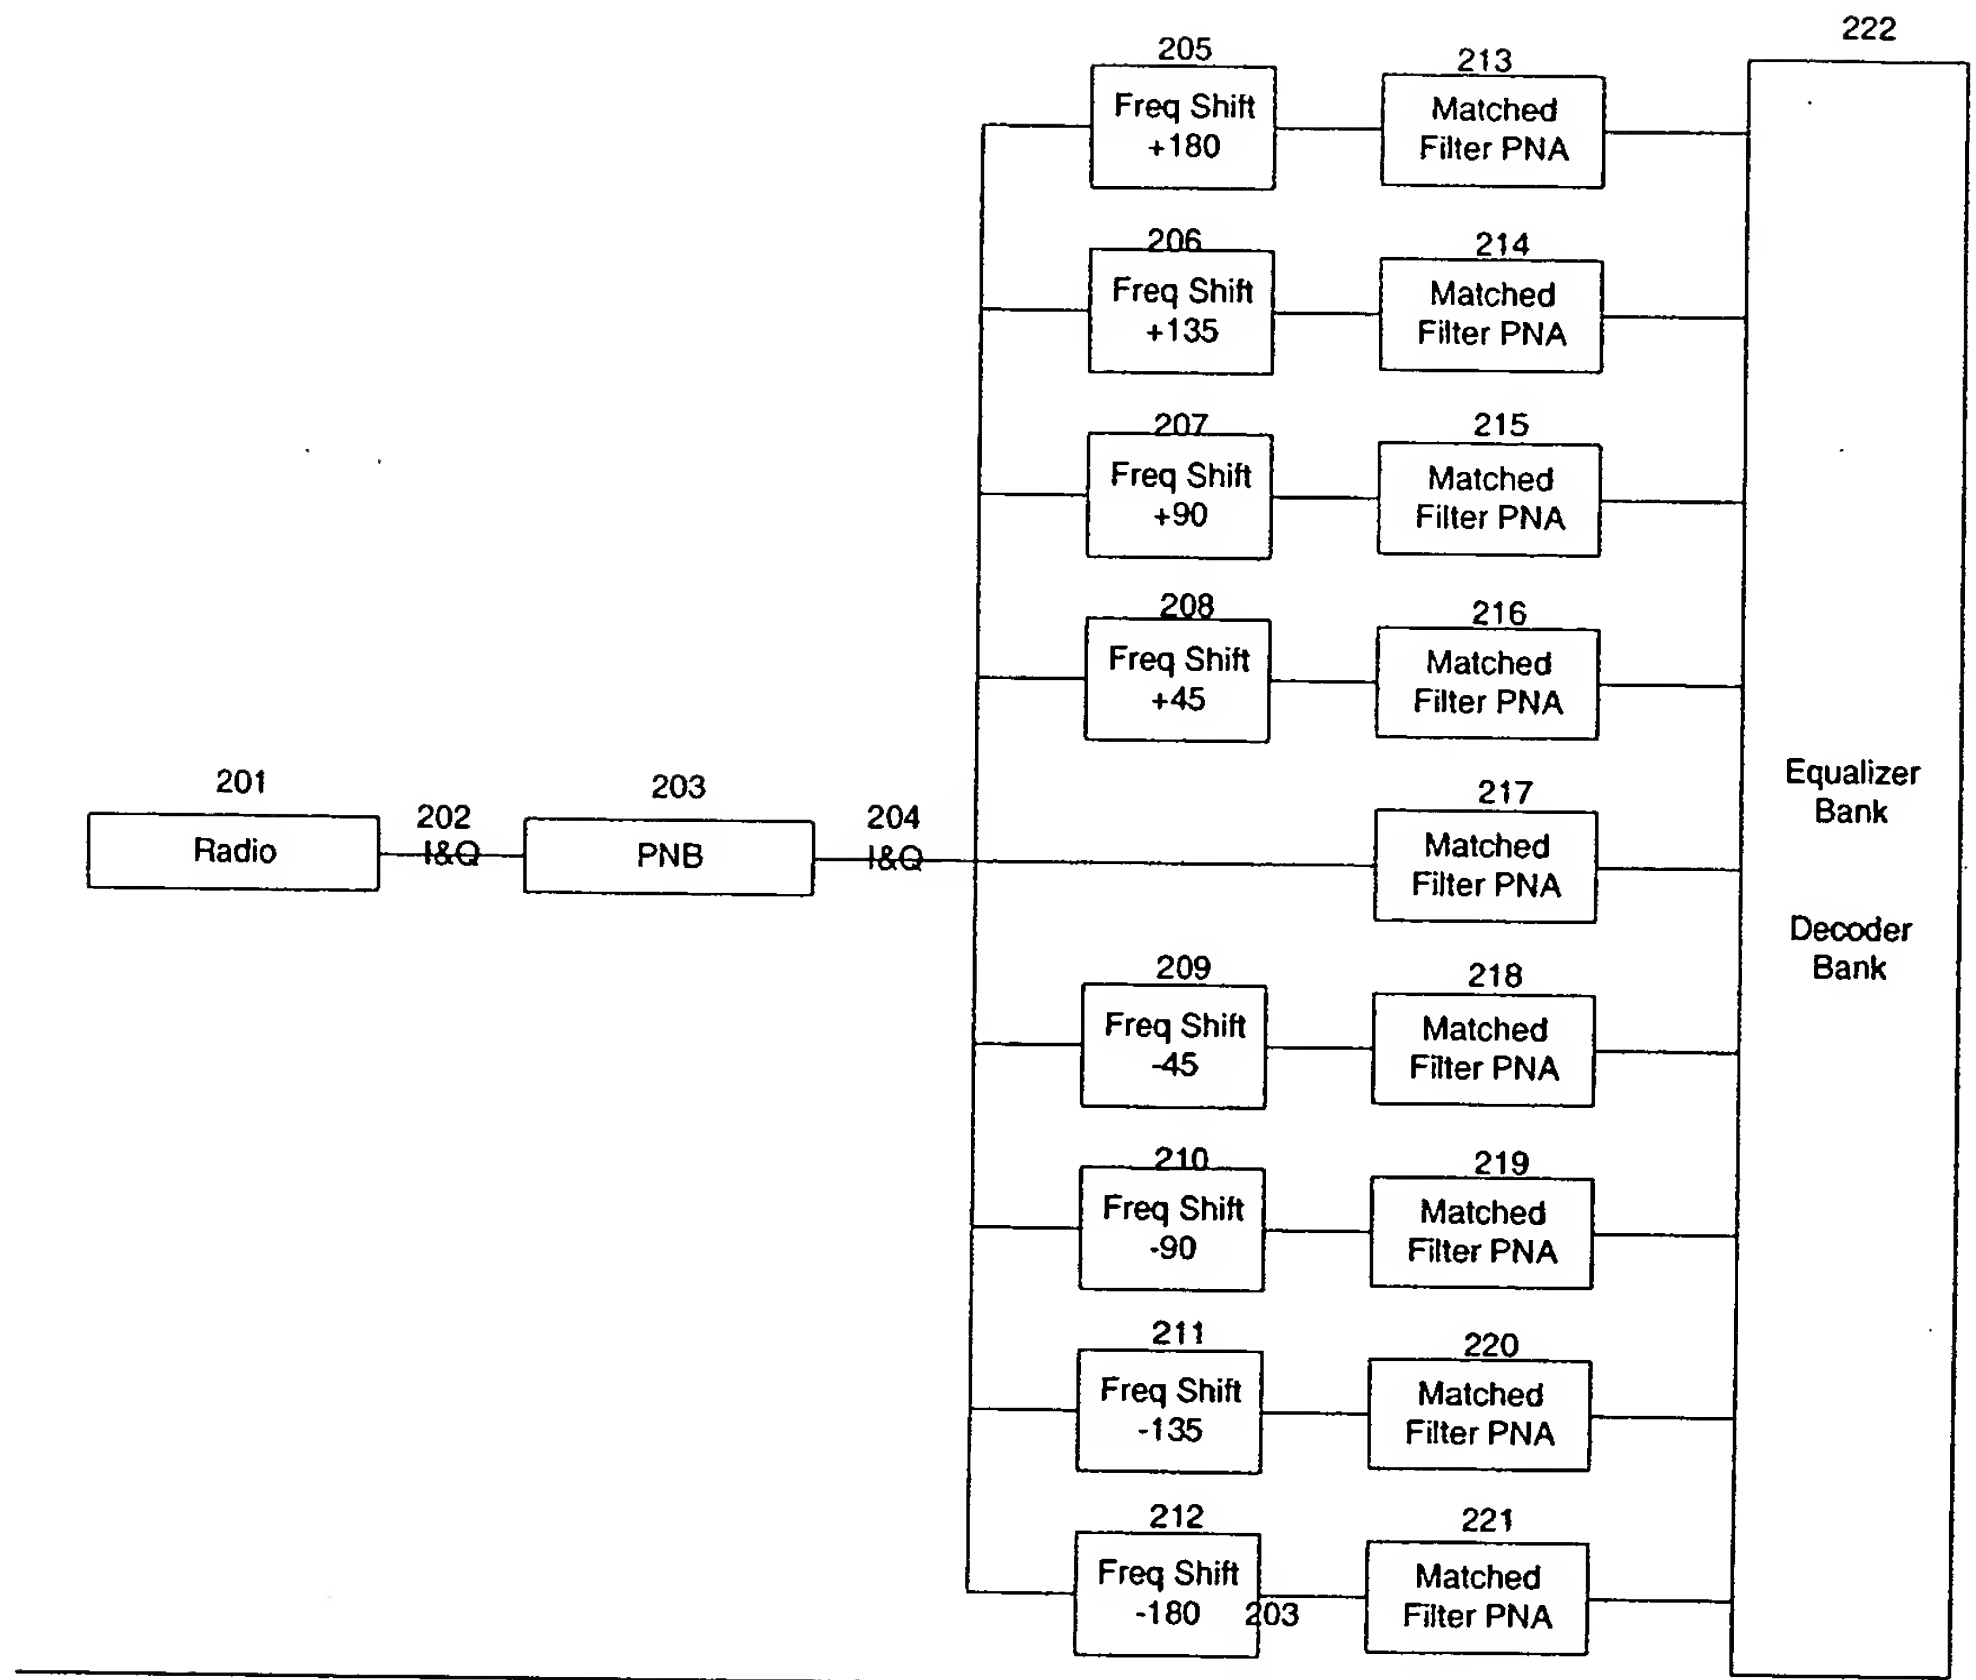 222
205
Freq Shift
+180
213
Matched
Filter PNA
206
Freq Shift
+135
214
Matched
Filter PNA
207
Freq Shift
+90
215
Matched
Filter PNA
208
Freq Shift
+45
216
Matched
Filter PNA
201
Radio
202
I&Q
203
PNB
204
I&Q
217
Matched
Filter PNA
Equalizer
Bank
Decoder
Bank
209
Freq Shift
-45
218
Matched
Filter PNA
210
Freq Shift
-90
219
Matched
Filter PNA
211
Freq Shift
-135
220
Matched
Filter PNA
212
Freq Shift
-180
203
221
Matched
Filter PNA